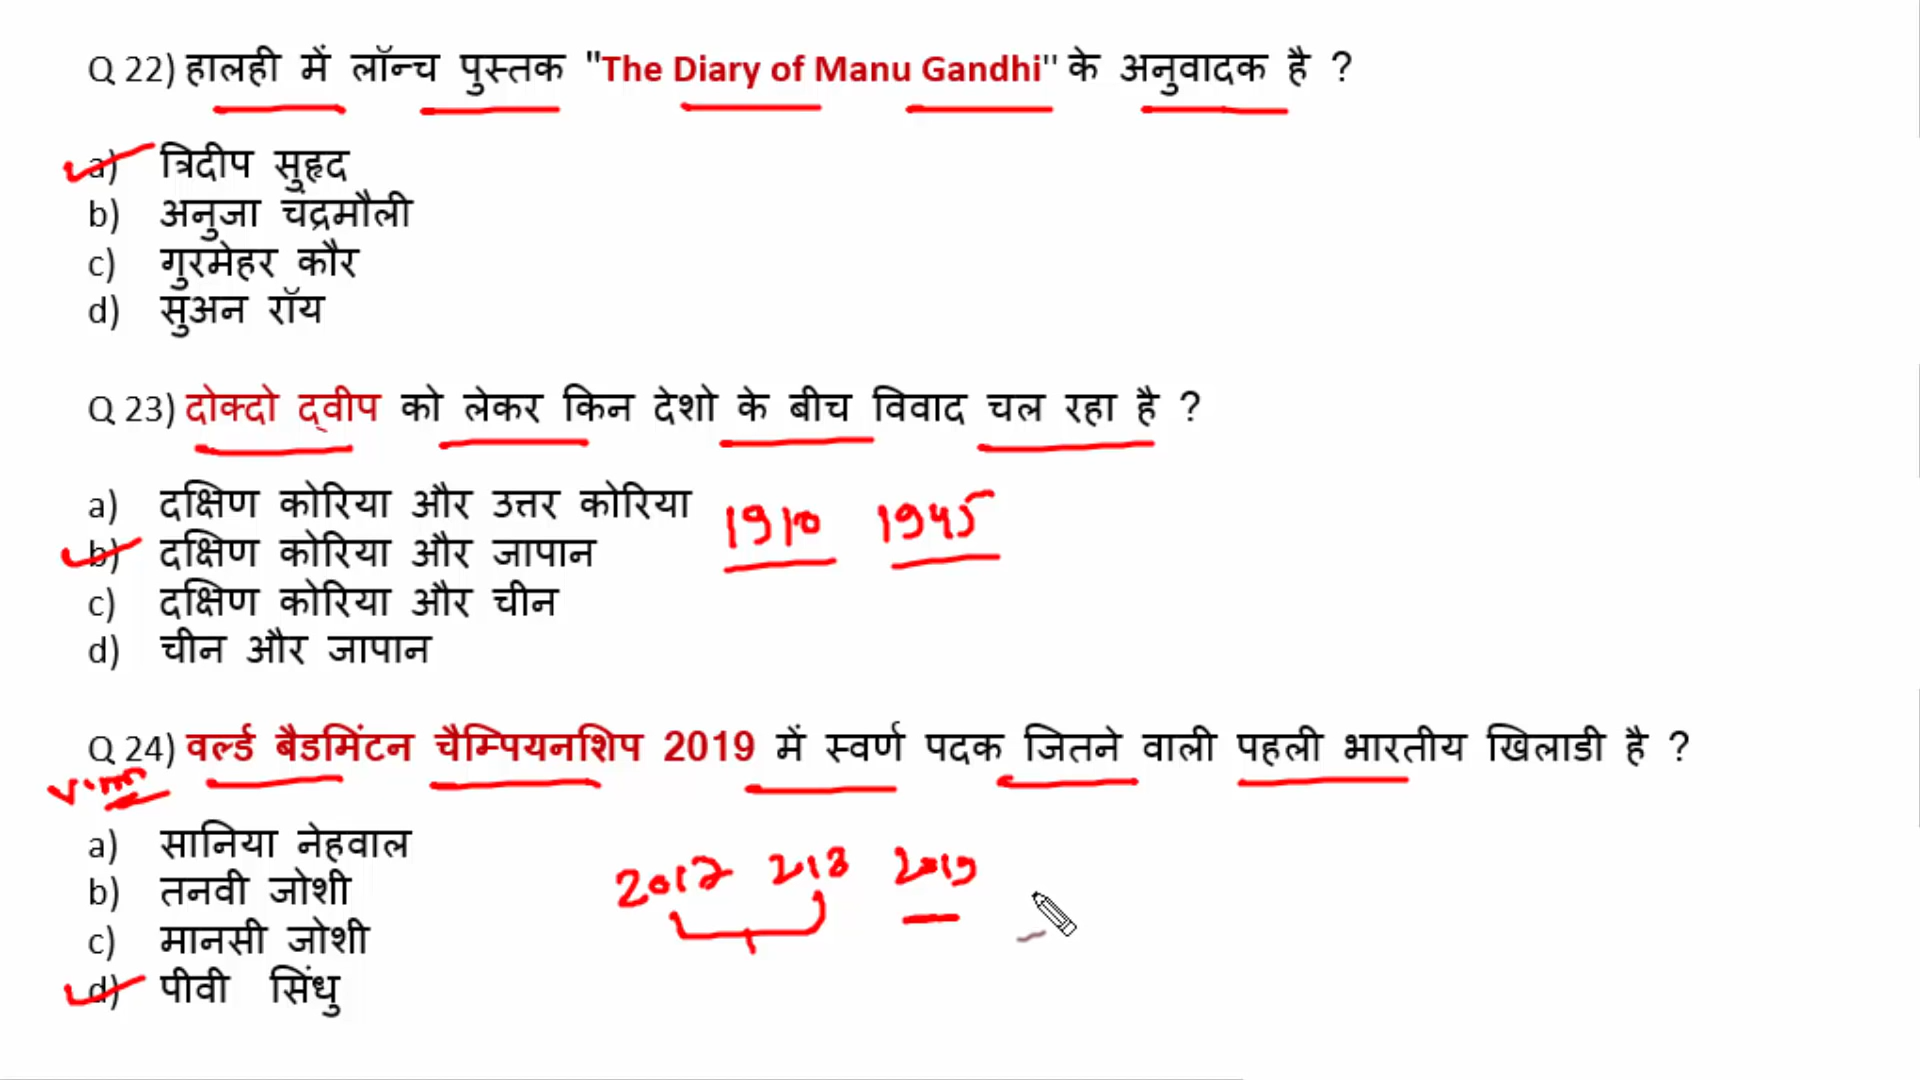 Q 22) हालही में लॉन्च पुस्तक "The Diary of Manu Gandhi" के अनुवादक है ?
a) त्रिदीप सुहृद
b) अनुजा चंद्रमौली
c) गुरमेहर कौर
d) सुअन रॉय
Q 23) दोक्दो द्वीप को लेकर किन देशो के बीच विवाद चल रहा है ?
a) दक्षिण कोरिया और उत्तर कोरिया
1910 1945
b) दक्षिण कोरिया और जापान
c) दक्षिण कोरिया और चीन
d) चीन और जापान
Q 24) वर्ल्ड बैडमिंटन चैम्पियनशिप 2019 में स्वर्ण पदक जितने वाली पहली भारतीय खिलाडी है ?
a) सानिया नेहवाल
2019
b) तनवी जोशी
c) मानसी जोशी
d) पीवी सिंधु